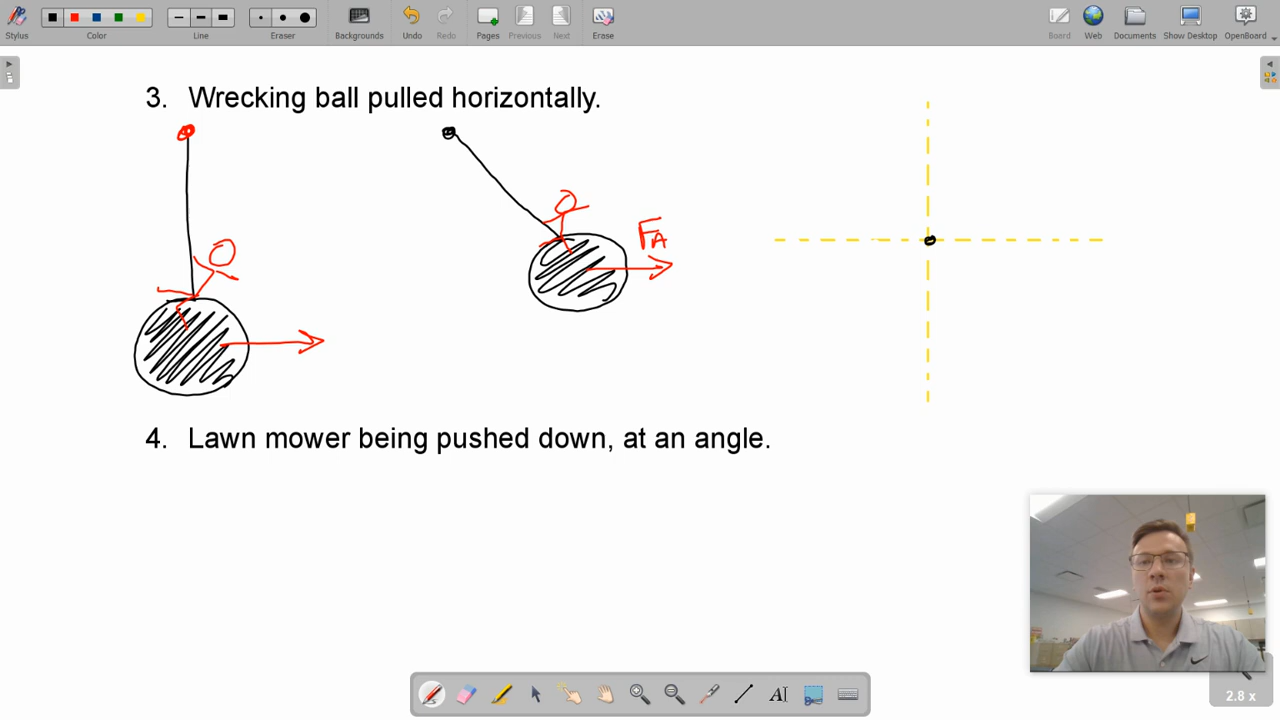 Stylus
Color
Line
Eraser
Backgrounds
Undo
Redo
Pages
Previous
Next
Erase
Board
Web
Documents
Show Desktop
OpenBoard
3. Wrecking ball pulled horizontally.
FA
4. Lawn mower being pushed down, at an angle.
2.8 x